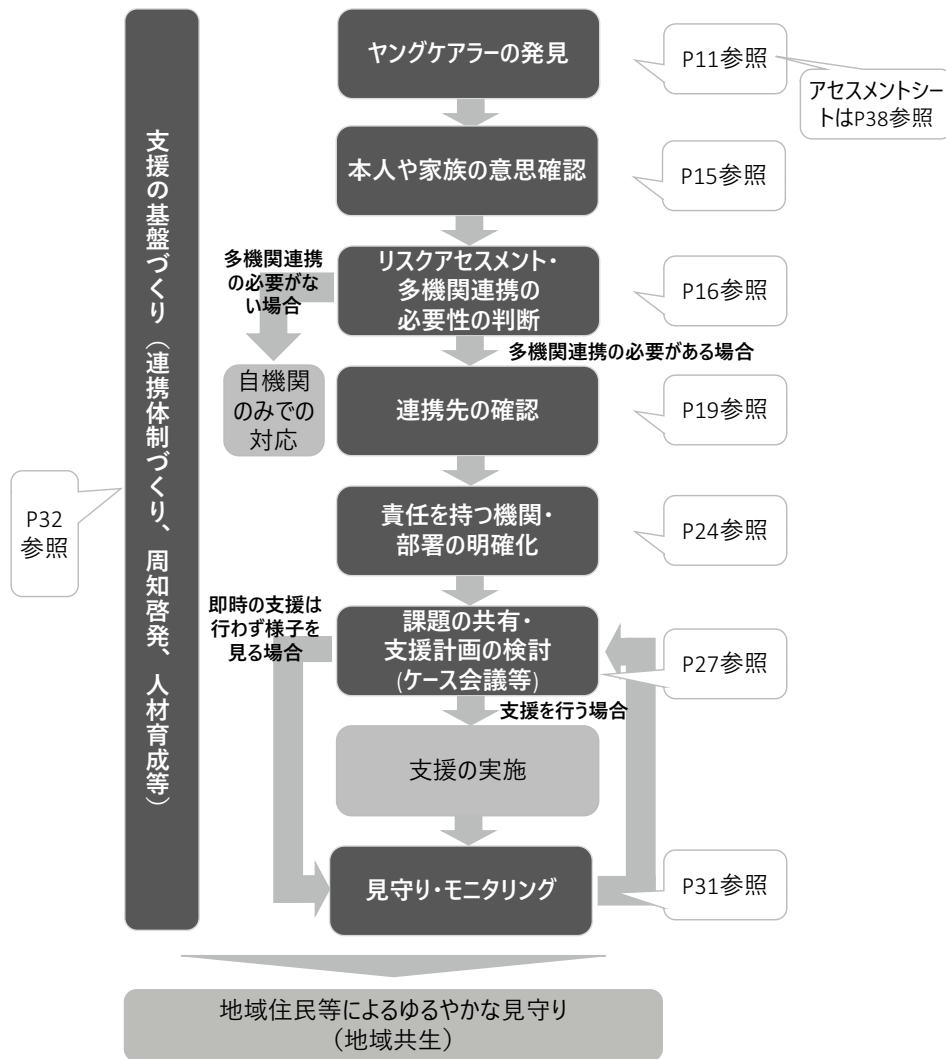 ヤングケアラーの発見
P11参照
アセスメントシー
トはP38参照
本人や家族の意思確認
P15参照
多機関連携
の必要がな
い場合
リスクアセスメント・
多機関連携の
必要性の判断
P16参照
多機関連携の必要がある場合
自機関
のみでの
対応
連携先の確認
P19参照
支援の基盤づくり（連携体制づくり、周知啓発、人材育成等）
P32
参照
責任を持つ機関・
部署の明確化
P24参照
即時の支援は
行わず様子を
見る場合
課題の共有・
支援計画の検討
(ケース会議等)
P27参照
支援を行う場合
支援の実施
見守り・モニタリング
P31参照
地域住民等によるゆるやかな見守り
（地域共生）